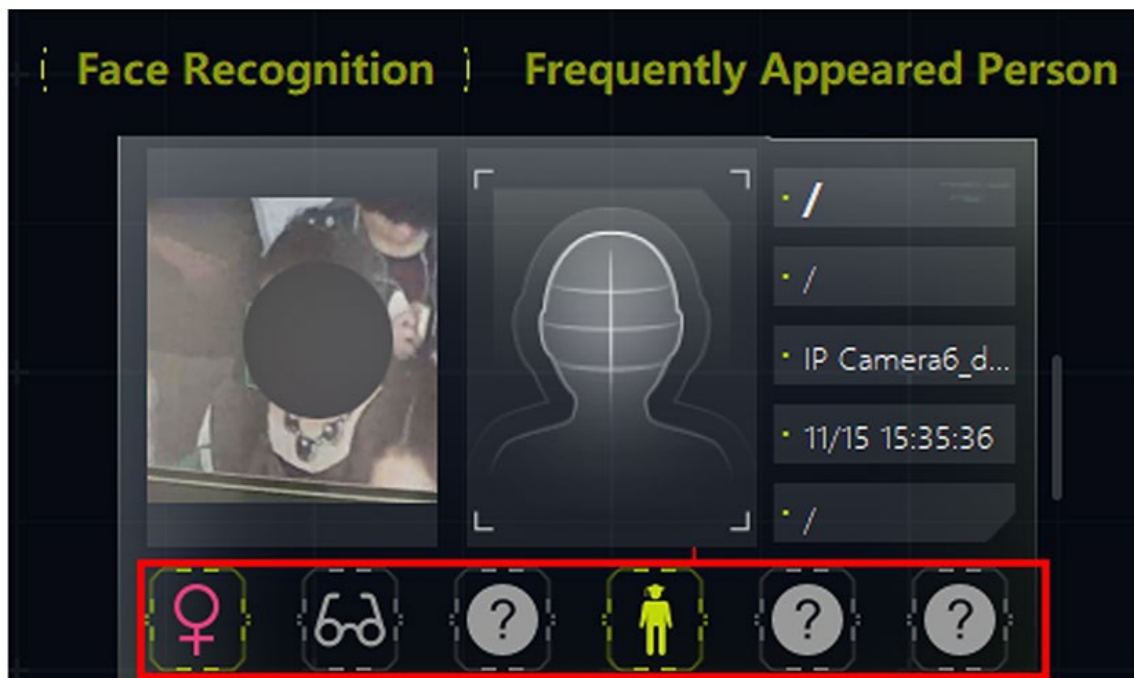 Face Recognition Frequently Appeared Person
/
/
IP Camera6_d...
11/15 15:35:36
/
? ? ?